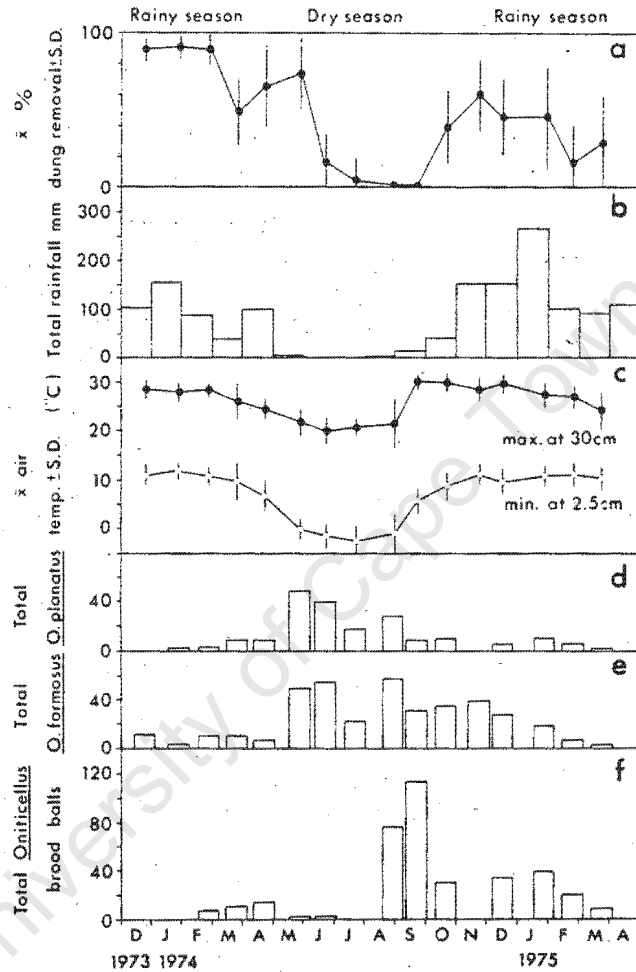 Rainy season Dry season Rainy season
a
100
0
x̄ %
dung removal ± S.D.
b
300
200
100
0
Total rainfall mm
c
30
20
10
0
x̄ air
temp. ± S.D. (°C)
max. at 30cm
min. at 2.5cm
d
40
0
Total
O. planatus
e
40
0
Total
O. formosus
f
120
80
40
0
Total Oniticellus
brood balls
D J F M A M J J A S O N D J F M A
1973 1974 1975
University of Cape Town